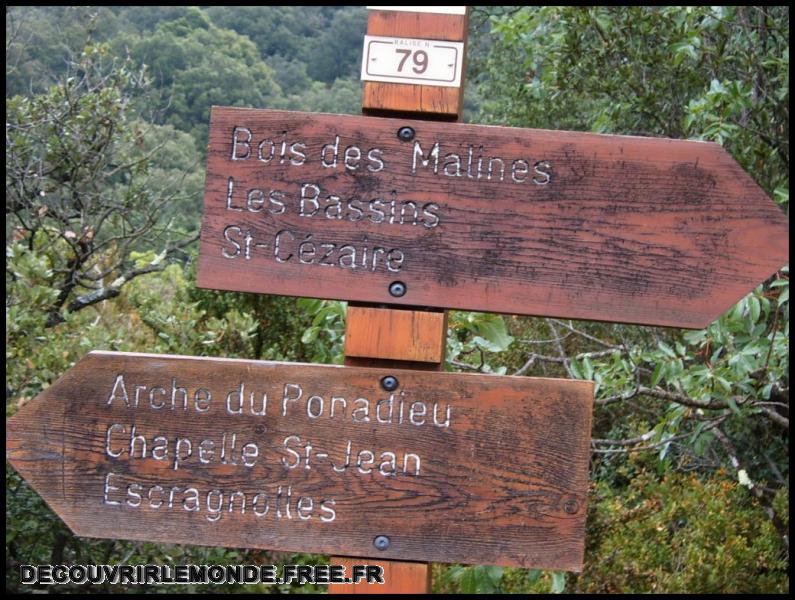 BALISE N°
79
Bois des Malines
Les Bassins
St-Cézaire
Arche du Ponadieu
Chapelle St-Jean
Escragnolles
DECOUVRIRLEMONDE.FREE.FR